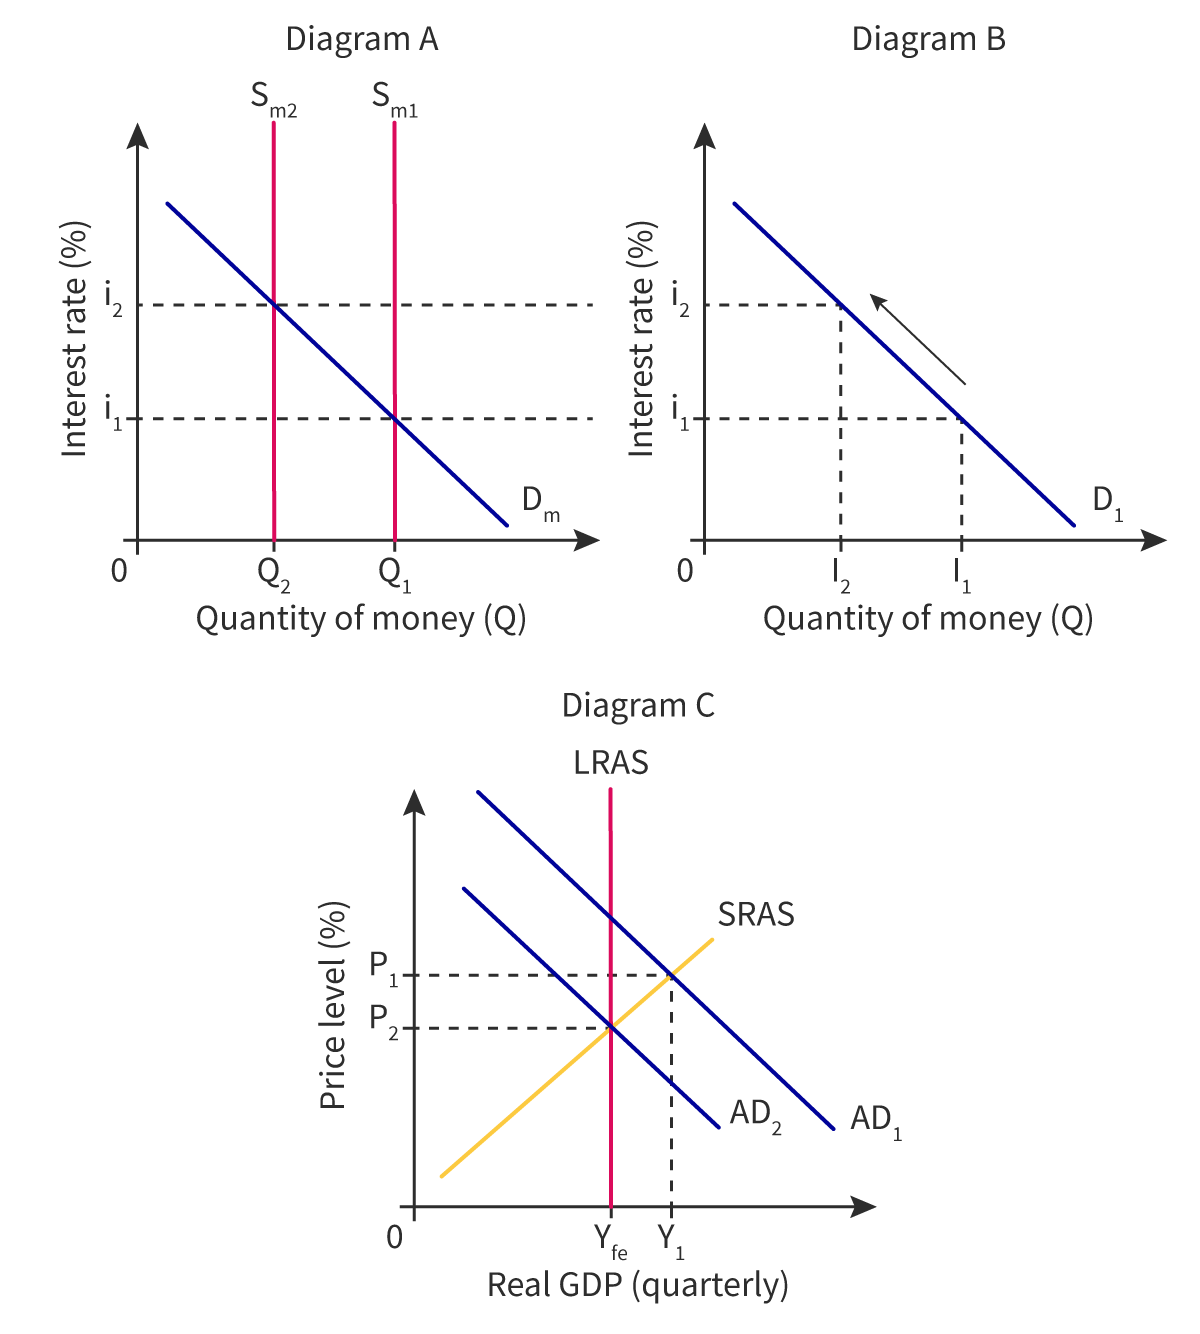 Diagram A
Sm2 Sm1
Interest rate (%)
i2
i1
Dm
0 Q2 Q1
Quantity of money (Q)
Diagram B
Interest rate (%)
i2
i1
D1
0 I2 I1
Quantity of money (Q)
Diagram C
LRAS
Price level (%)
SRAS
P1
P2
AD2 AD1
0 Yfe Y1
Real GDP (quarterly)